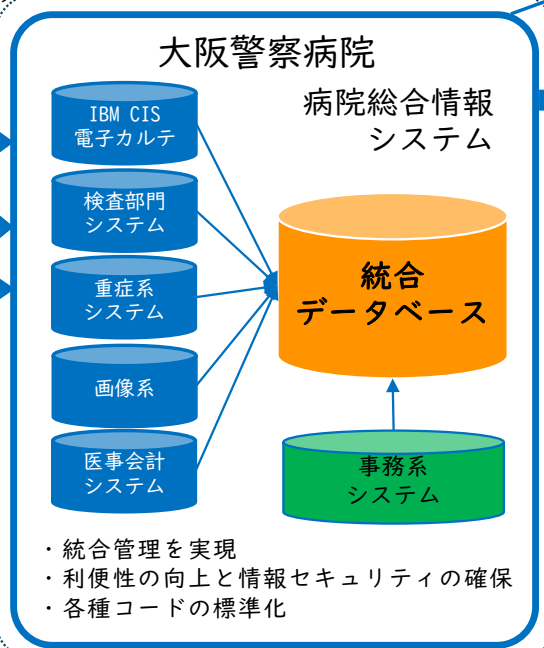 大阪警察病院
病院総合情報
システム
IBM CIS
電子カルテ
検査部門
システム
重症系
システム
画像系
医事会計
システム
統合
データベース
事務系
システム
・統合管理を実現
・利便性の向上と情報セキュリティの確保
・各種コードの標準化